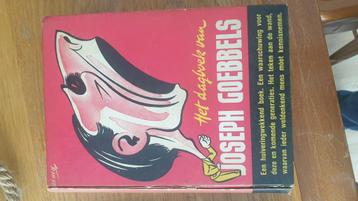 Het dagboek van
JOSEPH GOEBBELS
Een huiveringwekkend boek. Een waarschuwing voor
deze en komende generaties. Het teken aan de wand,
waarvan ieder weldenkend mens moet kennisnemen.